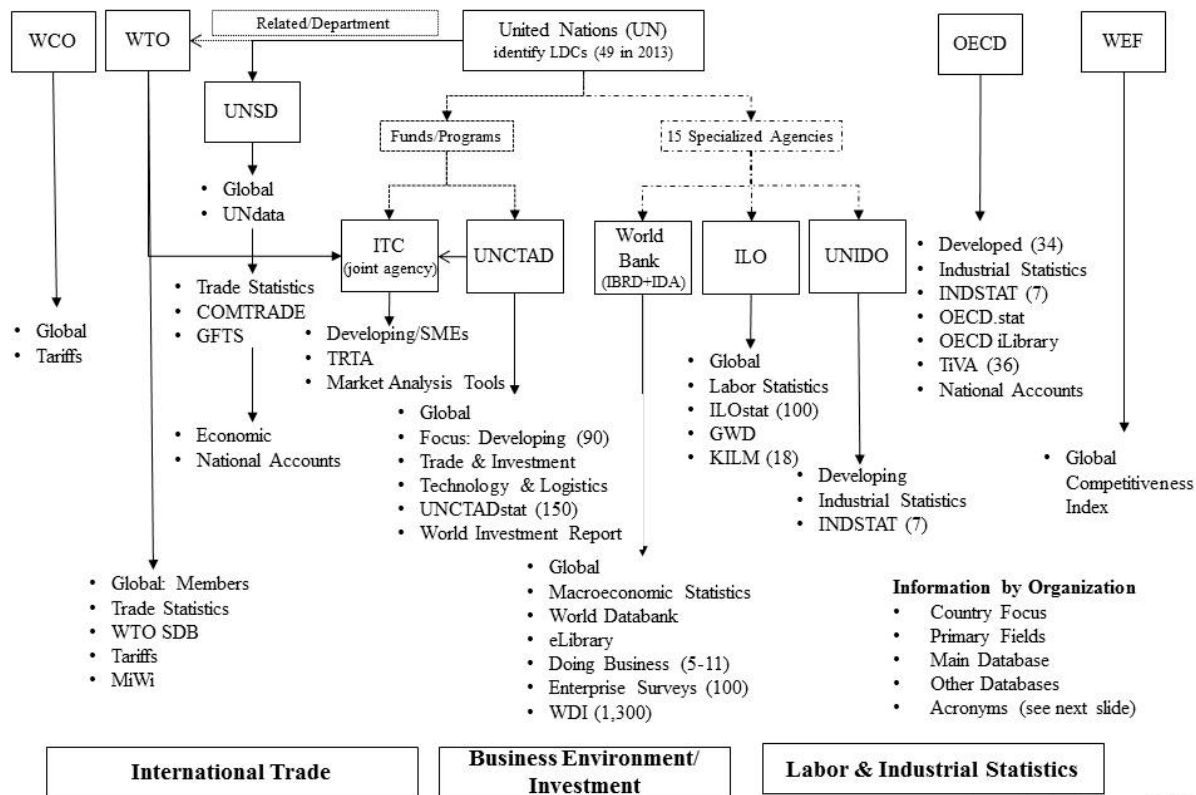 Related/Department
WCO
WTO
United Nations (UN)
identify LDCs (49 in 2013)
OECD
WEF
UNSD
Funds/Programs
15 Specialized Agencies
• Global
• UNdata
ITC
(joint agency)
UNCTAD
World
Bank
(IBRD+IDA)
ILO
UNIDO
• Developed (34)
• Industrial Statistics
• INDSTAT (7)
• OECD.stat
• OECD iLibrary
• TiVA (36)
• National Accounts
• Trade Statistics
• COMTRADE
• GFTS
• Global
• Tariffs
• Developing/SMEs
• TRTA
• Market Analysis Tools
• Global
• Labor Statistics
• ILOstat (100)
• GWD
• KILM (18)
• Global
• Focus: Developing (90)
• Trade & Investment
• Technology & Logistics
• UNCTADstat (150)
• World Investment Report
• Economic
• National Accounts
• Developing
• Industrial Statistics
• INDSTAT (7)
• Global
Competitiveness
Index
• Global: Members
• Trade Statistics
• WTO SDB
• Tariffs
• MiWi
• Global
• Macroeconomic Statistics
• World Databank
• eLibrary
• Doing Business (5-11)
• Enterprise Surveys (100)
• WDI (1,300)
Information by Organization
• Country Focus
• Primary Fields
• Main Database
• Other Databases
• Acronyms (see next slide)
International Trade
Business Environment/
Investment
Labor & Industrial Statistics